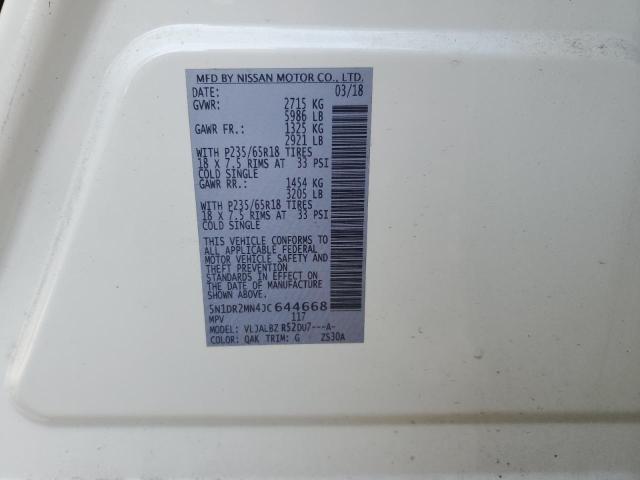 MFD BY NISSAN MOTOR CO., LTD.
DATE: 03/18
GVWR: 2715 KG
5986 LB
GAWR FR.: 1325 KG
2921 LB
WITH P235/65R18 TIRES
18 X 7.5 RIMS AT 33 PSI
COLD SINGLE
GAWR RR.: 1454 KG
3205 LB
WITH P235/65R18 TIRES
18 X 7.5 RIMS AT 33 PSI
COLD SINGLE
THIS VEHICLE CONFORMS TO
ALL APPLICABLE FEDERAL
MOTOR VEHICLE SAFETY AND
THEFT PREVENTION
STANDARDS IN EFFECT ON
THE DATE OF MANUFACTURE
SHOWN ABOVE.
5N1DR2MN4JC644668
MPV 117
MODEL: VLJALBZ R52DU7---A-
COLOR: QAK TRIM: G ZS30A